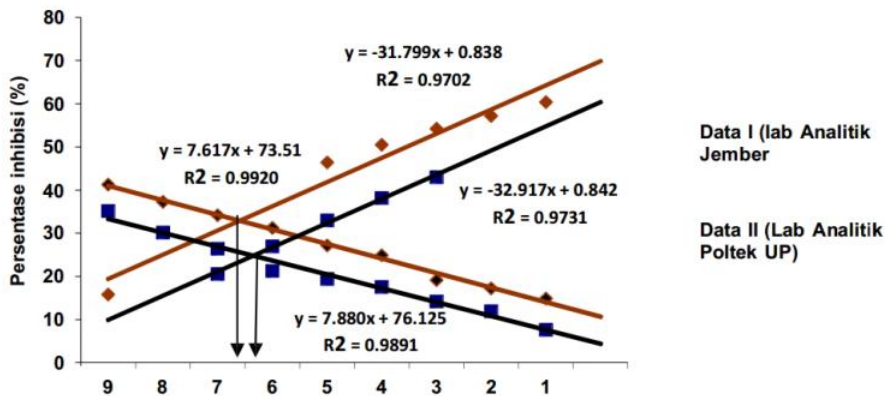 Persentase inhibisi (%)
80
70
60
50
40
30
20
10
0
y = -31.799x + 0.838
R2 = 0.9702
y = 7.617x + 73.51
R2 = 0.9920
y = -32.917x + 0.842
R2 = 0.9731
y = 7.880x + 76.125
R2 = 0.9891
9 8 7 6 5 4 3 2 1
Data I (lab Analitik
Jember
Data II (Lab Analitik
Poltek UP)